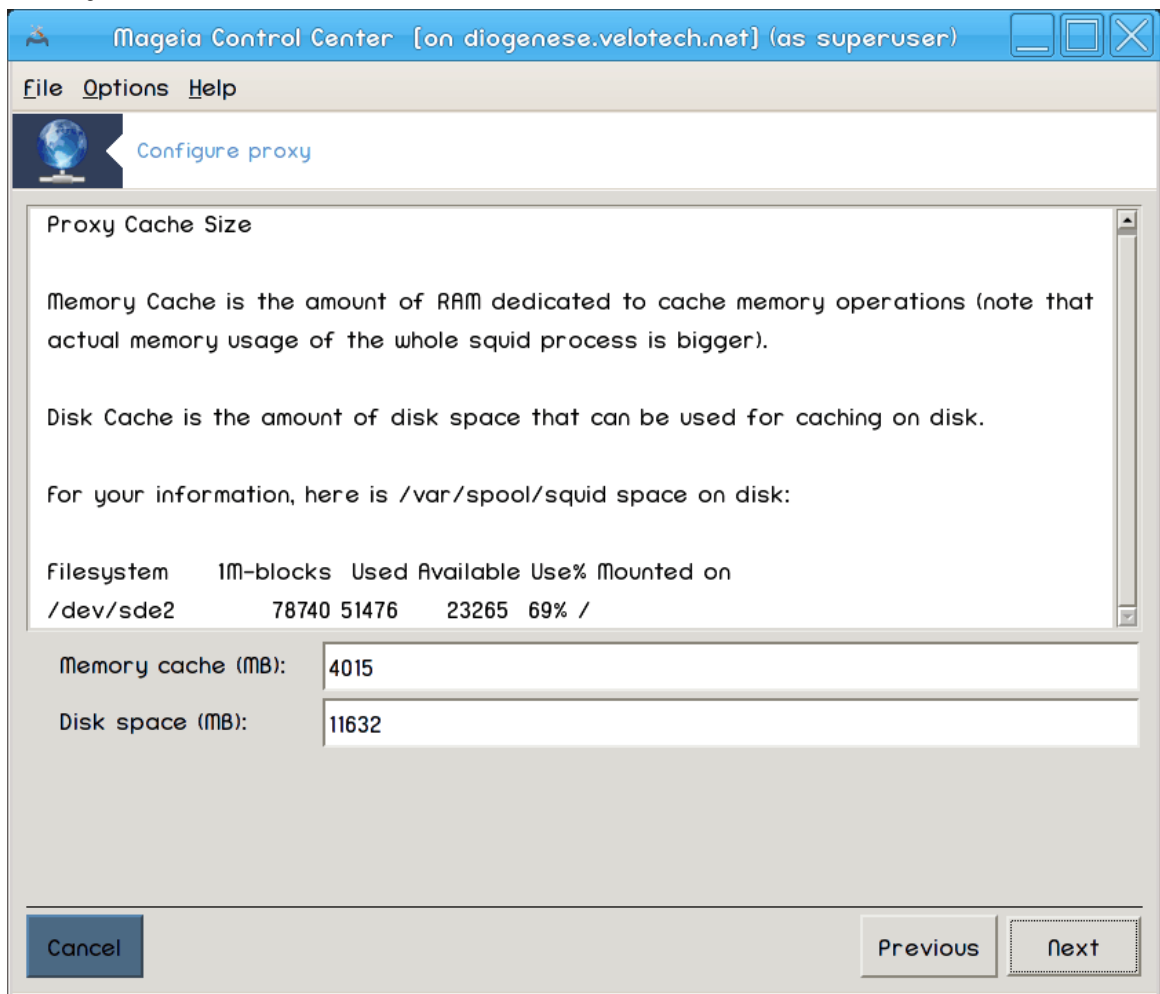 Mageia Control Center [on diogenese.velotech.net] (as superuser)
File Options Help
Configure proxy
Proxy Cache Size
Memory Cache is the amount of RAM dedicated to cache memory operations (note that
actual memory usage of the whole squid process is bigger).
Disk Cache is the amount of disk space that can be used for caching on disk.
For your information, here is /var/spool/squid space on disk:
Filesystem 1M-blocks Used Available Use% Mounted on
/dev/sde2 78740 51476 23265 69% /
Memory cache (MB): 4015
Disk space (MB): 11632
Cancel Previous Next